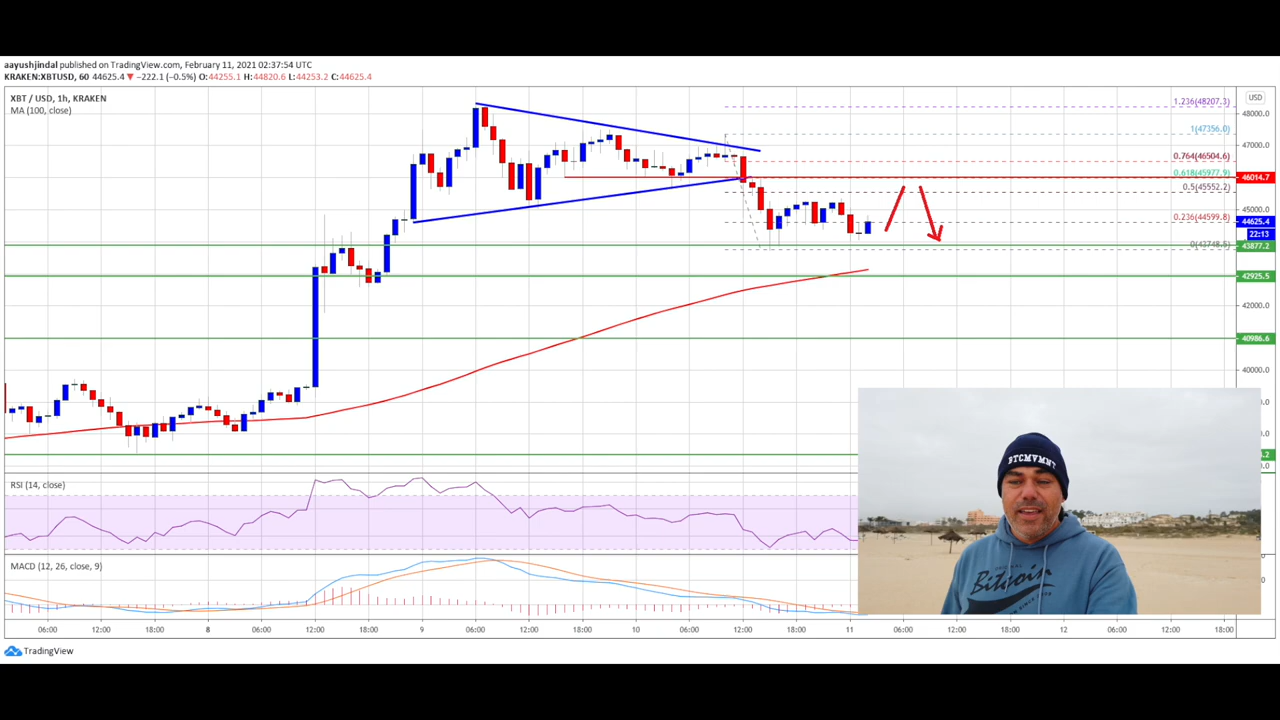 aayushjindal published on TradingView.com, February 11, 2021 02:37:54 UTC
KRAKEN:XBTUSD, 60 44625.4 ▼ −222.1 (−0.5%) O:44255.1 H:44820.6 L:44253.2 C:44625.4
XBT / USD, 1h, KRAKEN
MA (100, close)
USD
1.236(48207.3)
48000.0
1(47356.0)
47000.0
0.764(46504.6)
0.618(45977.9)
46014.7
0.5(45552.2)
45000.0
0.236(44599.8)
44625.4
22:13
0(43748.5)
43877.2
42925.5
42000.0
40986.6
40000.0
RSI (14, close)
MACD (12, 26, close, 9)
BTCMVMNT
Bitcoin
06:00 12:00 18:00 8 06:00 12:00 18:00 9 06:00 12:00 18:00 10 06:00 12:00 18:00 11 06:00 12:00 18:00 12 06:00 12:00 18:00
TradingView